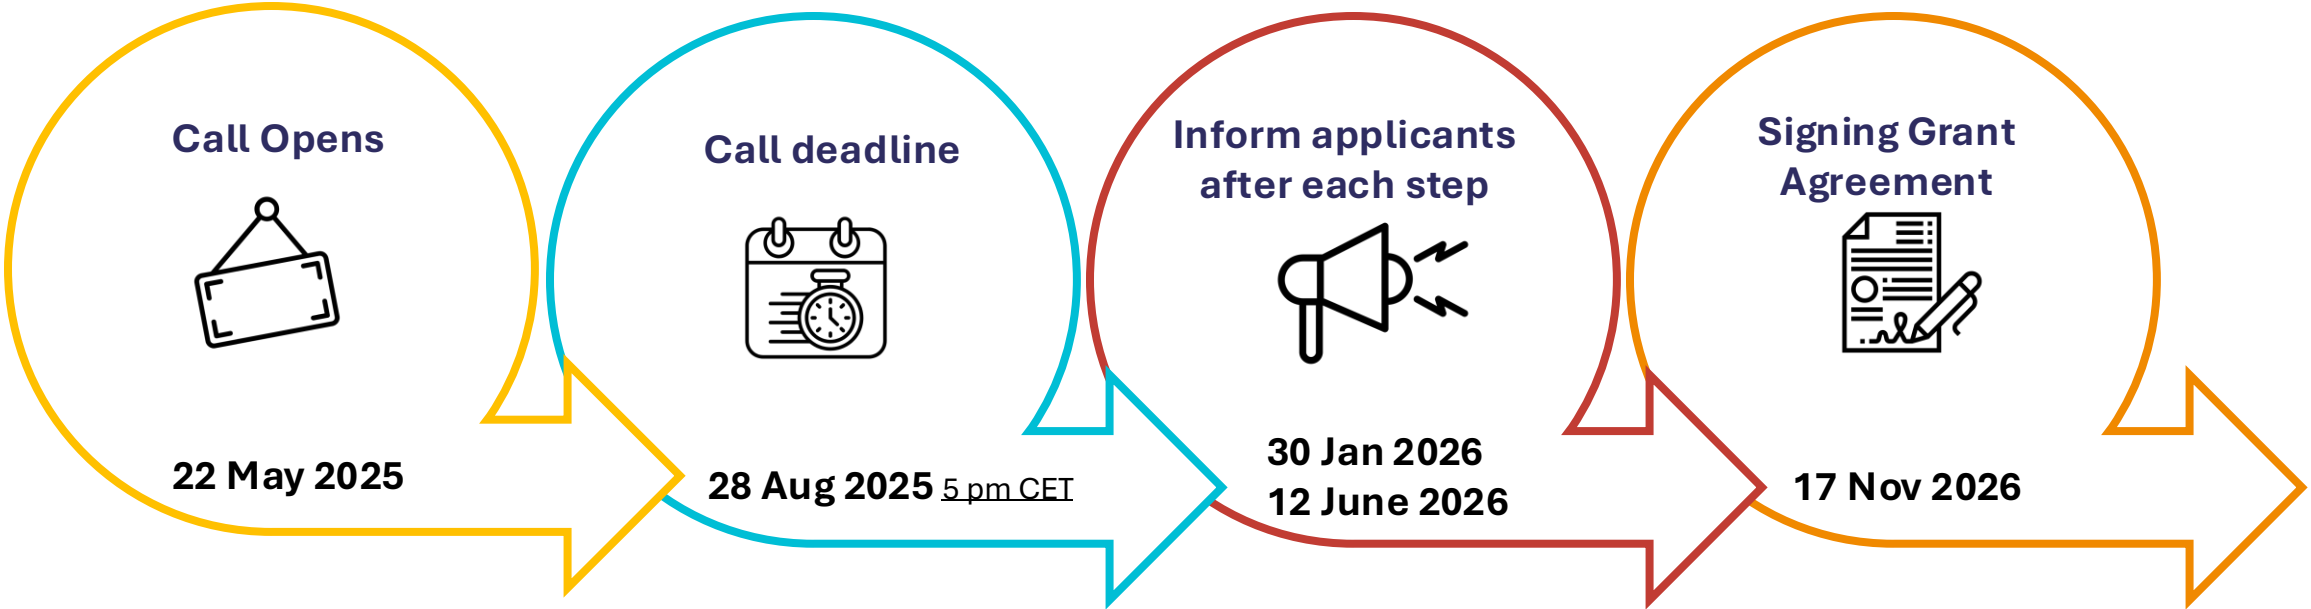 Call Opens
22 May 2025
Call deadline
28 Aug 2025 5 pm CET
Inform applicants
after each step
30 Jan 2026
12 June 2026
Signing Grant
Agreement
17 Nov 2026